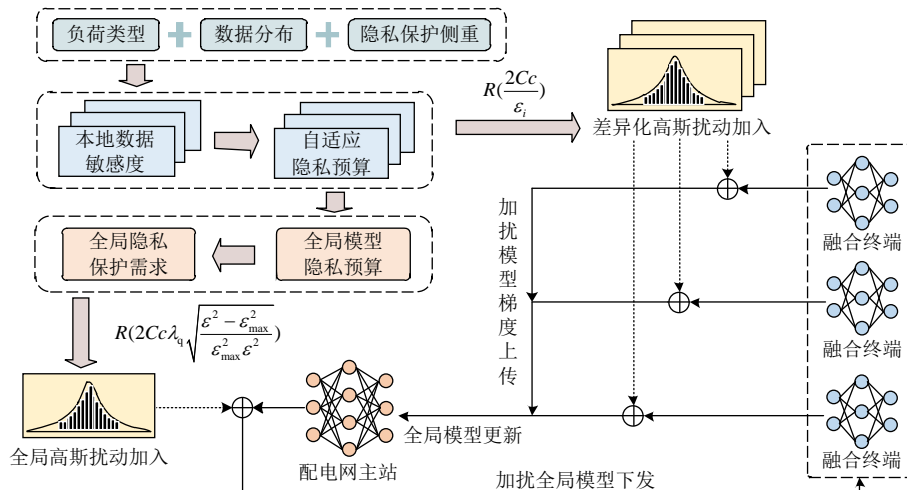 负荷类型 + 数据分布 + 隐私保护侧重
R(2Cc/ε_i)
差异化高斯扰动加入
本地数据
敏感度
自适应
隐私预算
加扰模型梯度上传
融合终端
全局隐私
保护需求
全局模型
隐私预算
融合终端
R(2Ccλ_q√((ε²−ε²_max)/(ε²_maxε²)))
全局模型更新
融合终端
全局高斯扰动加入
配电网主站
加扰全局模型下发